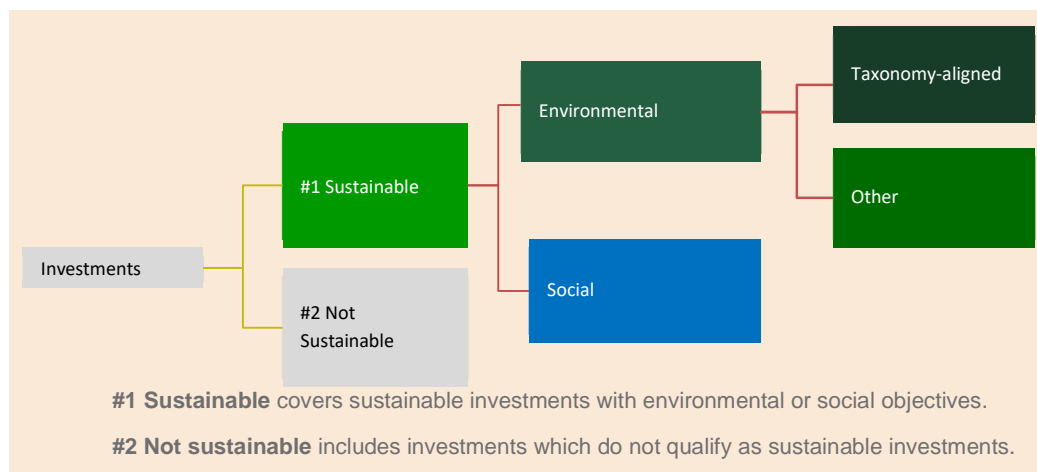 Taxonomy-aligned
Environmental
#1 Sustainable
Other
Investments
Social
#2 Not
Sustainable
#1 Sustainable covers sustainable investments with environmental or social objectives.
#2 Not sustainable includes investments which do not qualify as sustainable investments.